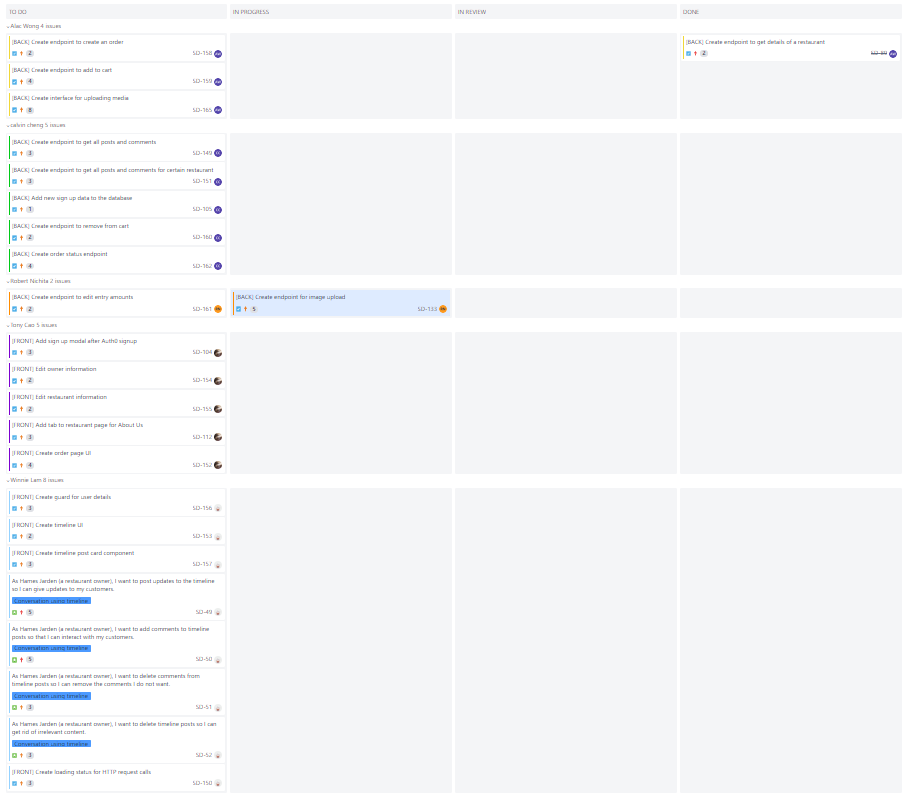 TO DO
IN PROGRESS
IN REVIEW
DONE
Alac Wong 4 issues
[BACK] Create endpoint to create an order
2
SD-158
[BACK] Create endpoint to get details of a restaurant
2
SD-89
[BACK] Create endpoint to add to cart
4
SD-159
[BACK] Create interface for uploading media
8
SD-165
calvin cheng 5 issues
[BACK] Create endpoint to get all posts and comments
3
SD-149
[BACK] Create endpoint to get all posts and comments for certain restaurant
3
SD-151
[BACK] Add new sign up data to the database
1
SD-105
[BACK] Create endpoint to remove from cart
2
SD-160
[BACK] Create order status endpoint
4
SD-162
Robert Nichita 2 issues
[BACK] Create endpoint to edit entry amounts
2
SD-161
[BACK] Create endpoint for image upload
5
SD-133
Tony Cao 5 issues
[FRONT] Add sign up modal after Auth0 signup
3
SD-104
[FRONT] Edit owner information
2
SD-154
[FRONT] Edit restaurant information
2
SD-155
[FRONT] Add tab to restaurant page for About Us
3
SD-112
[FRONT] Create order page UI
4
SD-152
Winnie Lam 8 issues
[FRONT] Create guard for user details
3
SD-156
[FRONT] Create timeline UI
2
SD-153
[FRONT] Create timeline post card component
3
SD-157
As Hames Jarden (a restaurant owner), I want to post updates to the timeline
so I can give updates to my customers.
Conversation using timeline
5
SD-49
As Hames Jarden (a restaurant owner), I want to add comments to timeline
posts so that I can interact with my customers.
Conversation using timeline
5
SD-50
As Hames Jarden (a restaurant owner), I want to delete comments from
timeline posts so I can remove the comments I do not want.
Conversation using timeline
3
SD-51
As Hames Jarden (a restaurant owner), I want to delete timeline posts so I can
get rid of irrelevant content.
Conversation using timeline
3
SD-52
[FRONT] Create loading status for HTTP request calls
3
SD-150